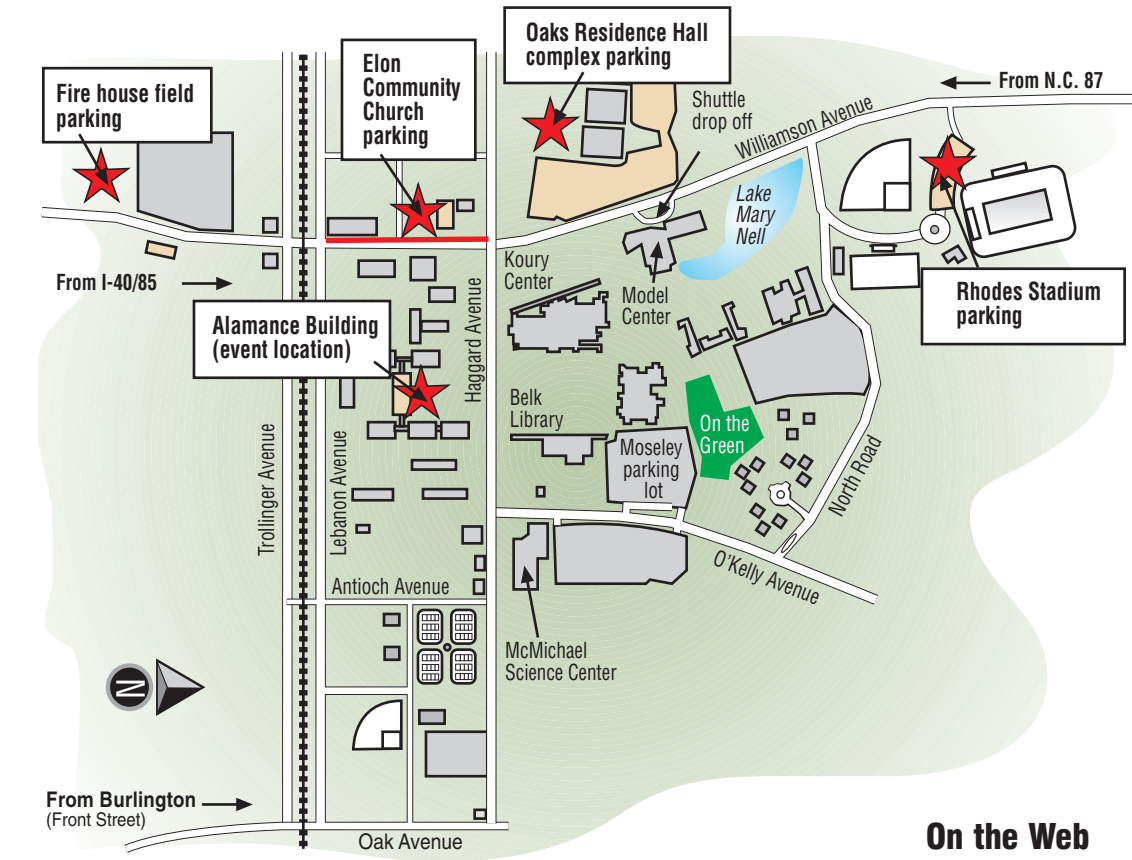 Oaks Residence Hall
complex parking
Elon
Community
Church
parking
Fire house field
parking
From N.C. 87
Shuttle
drop off
Williamson Avenue
Lake
Mary
Nell
Koury
Center
From I-40/85
Model
Center
Rhodes Stadium
parking
Alamance Building
(event location)
Haggard Avenue
Belk
Library
On the
Green
Moseley
parking
lot
Trollinger Avenue
Lebanon Avenue
North Road
O'Kelly Avenue
Antioch Avenue
McMichael
Science Center
N
From Burlington
(Front Street)
Oak Avenue
On the Web